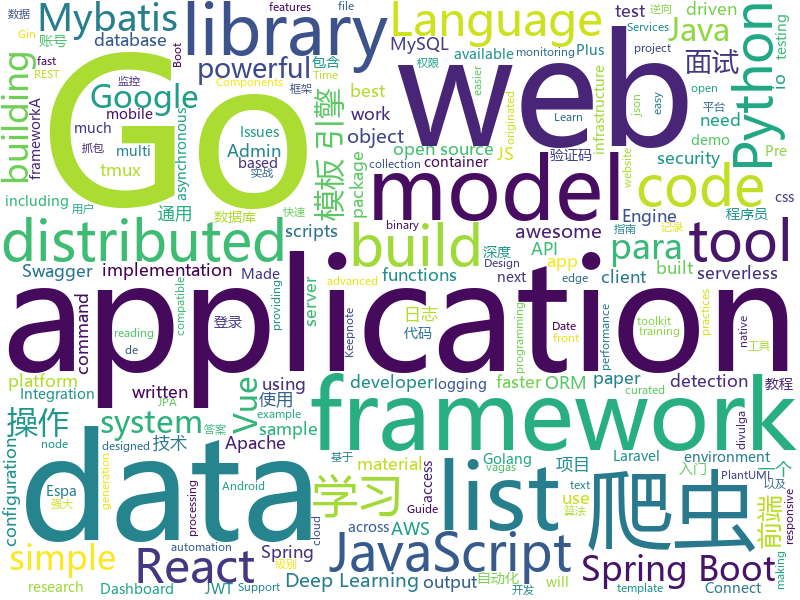 Go
web
application
data
framework
model
library
list
爬虫
distributed
build
tool
code
JavaScript
React
Python
Language
学习
simple
system
Vue
para
Spring Boot
模板 引擎
操作
前端
面试
Java
Google
Mybatis
powerful
building
Deep Learning
Admin
tmux
database
asynchronous
object
open source
awesome
security
platform
configuration
command
implementation
functions
developer
detection
serverless
server
scripts
client
API
ORM
AWS
Apache
Spring
Swagger
MySQL
Engine
infrastructure
container
package
material
logging
output
environment
Golang
Dashboard
JWT
Integration
written
using
faster
paper
sample
research
access
项目
技术
使用
通用
日志
教程
一个
数据库
登录
程序员
验证码
自动化
深度
代码
包含
账号
数据
逆向
Gin
features
file
Boot
available
Plus
test
driven
io
need
demo
JS
Pre
best
work
mobile
much
multi
Issues
based
including
frameworkA
REST
fast
监控
Components
框架
Time
权限
easier
Services
project
monitoring
Learn
easy
open
平台
json
originated
testing
css
website
collection
实战
抓包
用户
快速
compatible
providing
binary
Design
edge
指南
记录
app
built
next
native
programming
toolkit
training
Date
front
advanced
performance
practices
工具
reading
Made
Keepnote
de
example
JPA
答案
级别
强大
Espa
node
designed
processing
automation
generation
Android
Support
cloud
Guide
基于
text
vagas
算法
across
use
will
making
template
curated
Laravel
Connect
开发
入门
以及
PlantUML
responsive
divulga